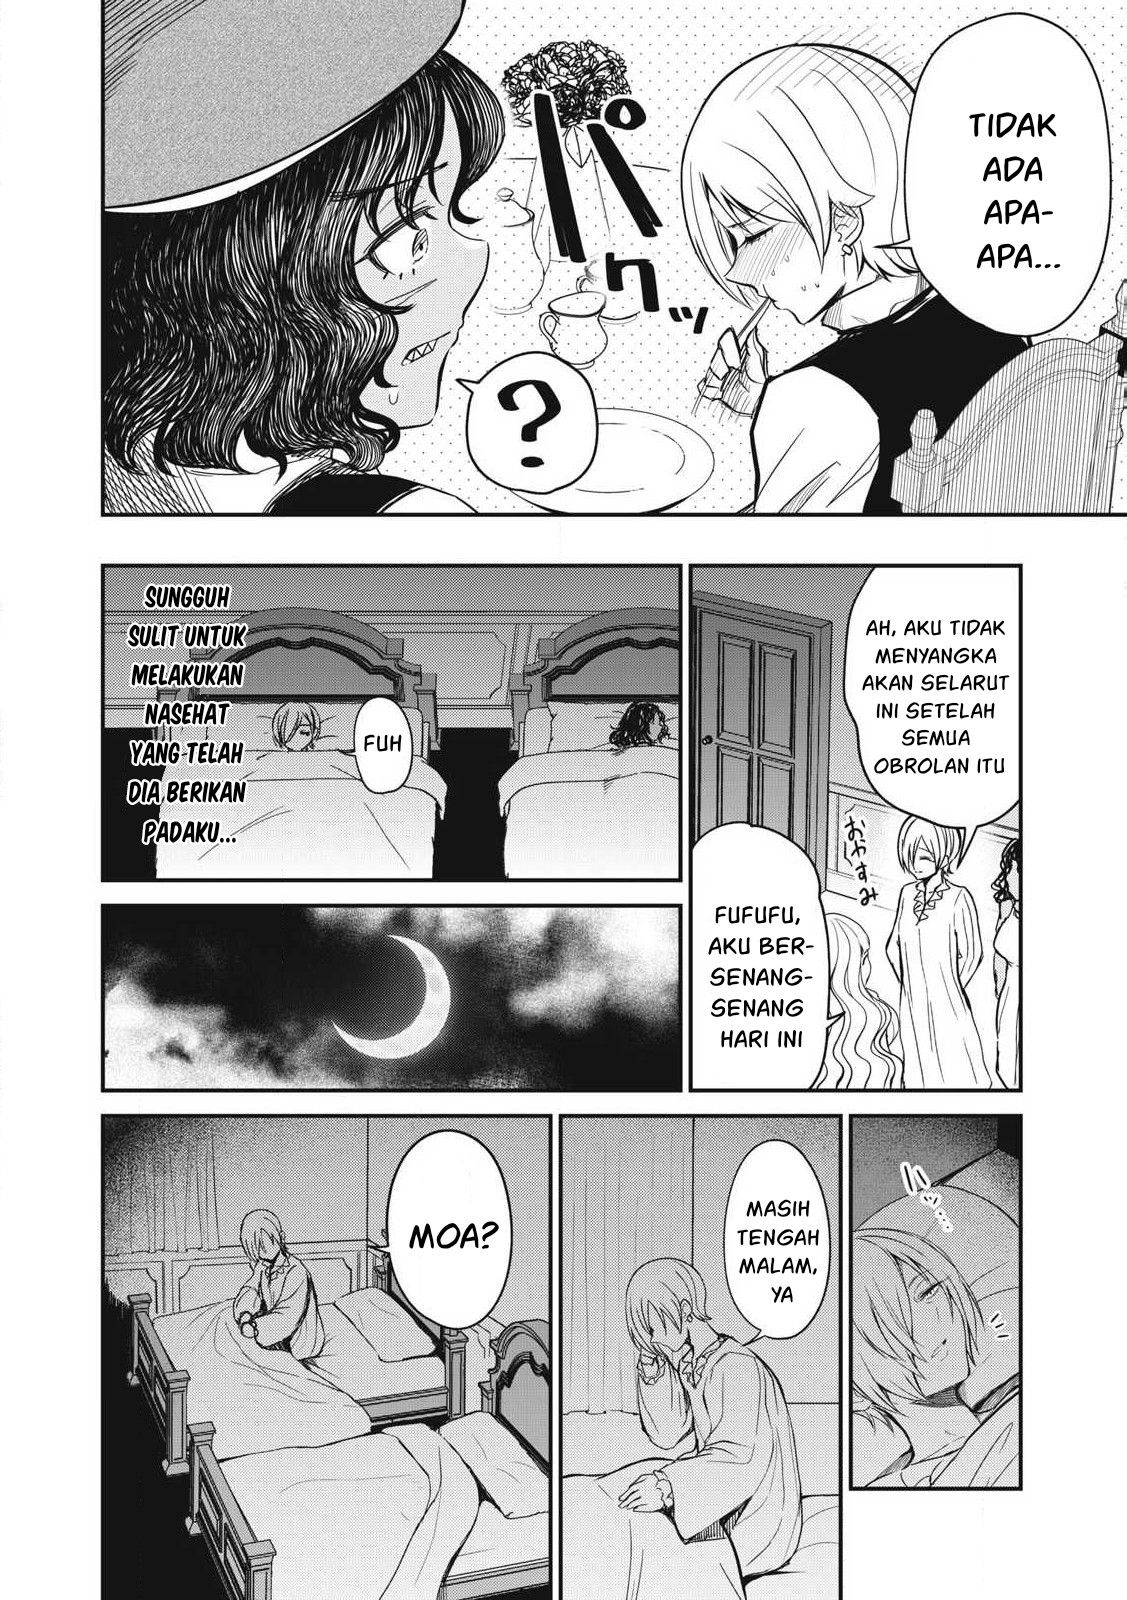 TIDAK
ADA
APA-
APA...
パクッ
?
AH, AKU TIDAK
MENYANGKA
AKAN SELARUT
INI SETELAH
SEMUA
OBROLAN ITU
おやすみ
FUFUFU,
AKU BER-
SENANG-
SENANG
HARI INI
FUH
SUNGGUH
SULIT UNTUK
MELAKUKAN
NASEHAT
YANG TELAH
DIA BERIKAN
PADAKU...
パチッ
MASIH
TENGAH
MALAM,
YA
MOA?